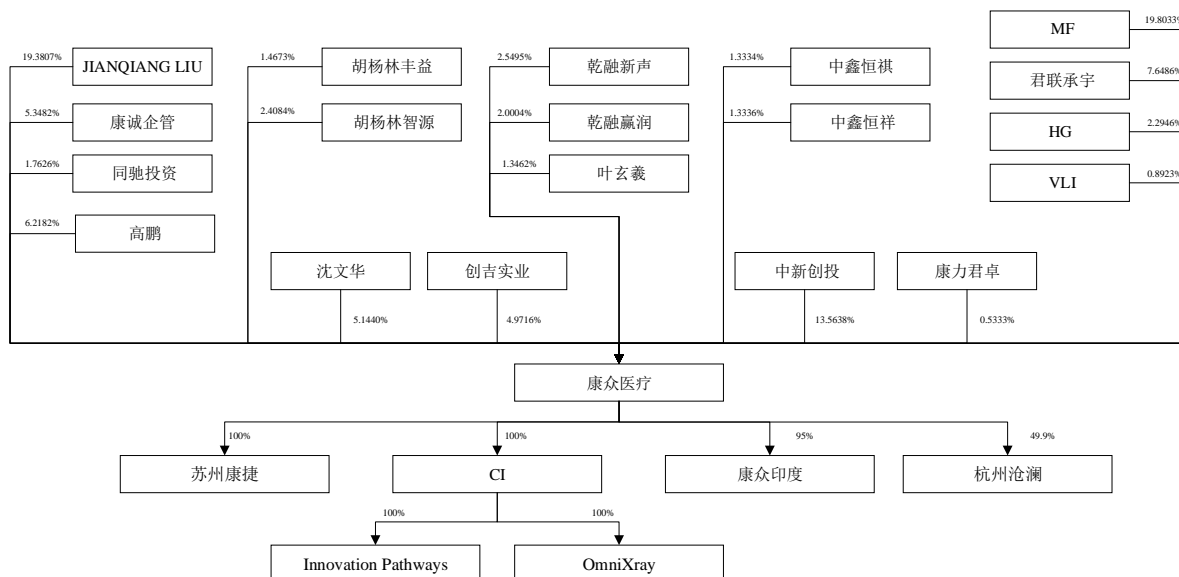 19.3807%
JIANQIANG LIU
1.4673%
胡杨林丰益
2.5495%
乾融新声
1.3334%
中鑫恒祺
MF
19.8033%
5.3482%
康诚企管
2.4084%
胡杨林智源
2.0004%
乾融赢润
1.3336%
中鑫恒祥
君联承宇
7.6486%
1.7626%
同驰投资
1.3462%
叶玄羲
HG
2.2946%
VLI
0.8923%
6.2182%
高鹏
沈文华
创吉实业
中新创投
康力君卓
5.1440%
4.9716%
13.5638%
0.5333%
康众医疗
100%
100%
95%
49.9%
苏州康捷
CI
康众印度
杭州沧澜
100%
100%
Innovation Pathways
OmniXray